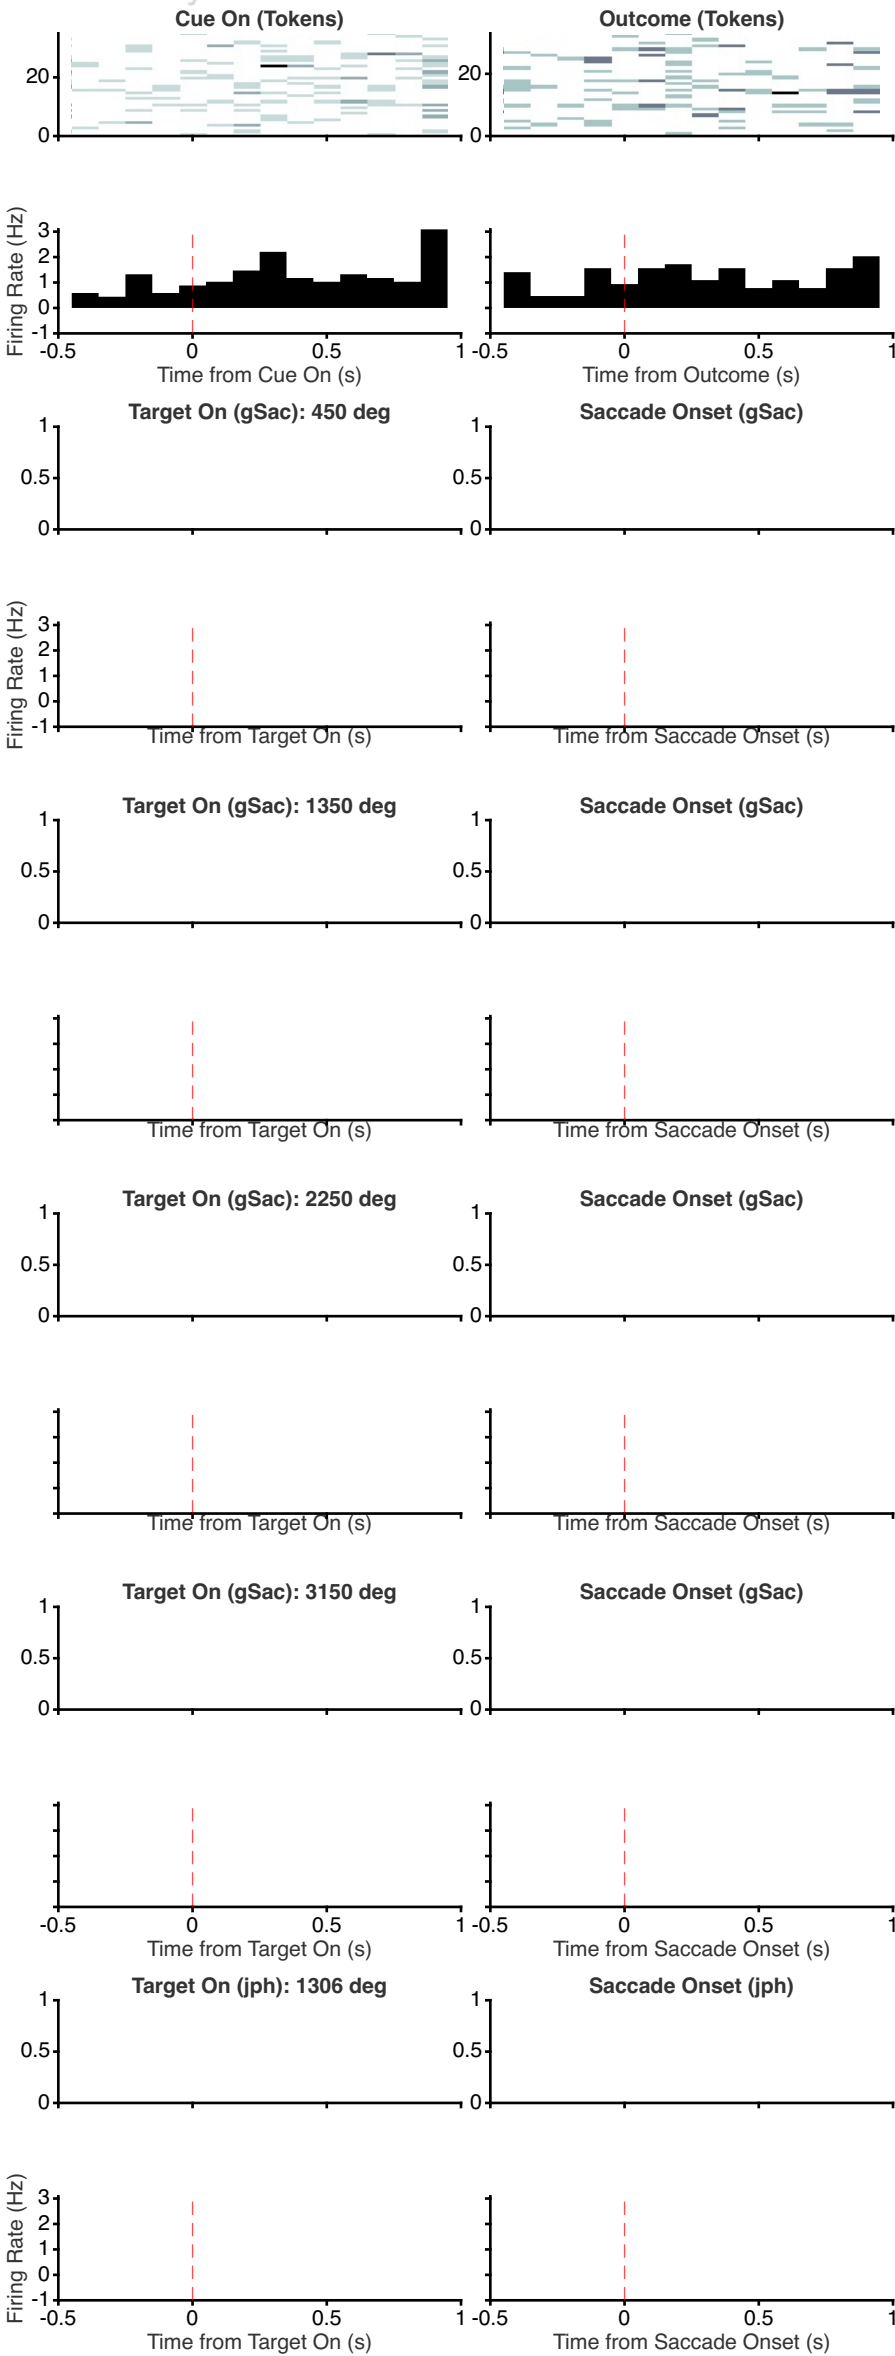 Cue On (Tokens) Outcome (Tokens)
20 20
0 0
Firing Rate (Hz)
3
2
1
0
-1
-0.5 0 0.5 1 -0.5 0 0.5 1
Time from Cue On (s) Time from Outcome (s)
Target On (gSac): 450 deg Saccade Onset (gSac)
1 1
0.5 0.5
0 0
Firing Rate (Hz)
3
2
1
0
-1
Time from Target On (s) Time from Saccade Onset (s)
Target On (gSac): 1350 deg Saccade Onset (gSac)
1 1
0.5 0.5
0 0
Time from Target On (s) Time from Saccade Onset (s)
Target On (gSac): 2250 deg Saccade Onset (gSac)
1 1
0.5 0.5
0 0
Time from Target On (s) Time from Saccade Onset (s)
Target On (gSac): 3150 deg Saccade Onset (gSac)
1 1
0.5 0.5
0 0
-0.5 0 0.5 1 -0.5 0 0.5 1
Time from Target On (s) Time from Saccade Onset (s)
Target On (jph): 1306 deg Saccade Onset (jph)
1 1
0.5 0.5
0 0
Firing Rate (Hz)
3
2
1
0
-1
-0.5 0 0.5 1 -0.5 0 0.5 1
Time from Target On (s) Time from Saccade Onset (s)